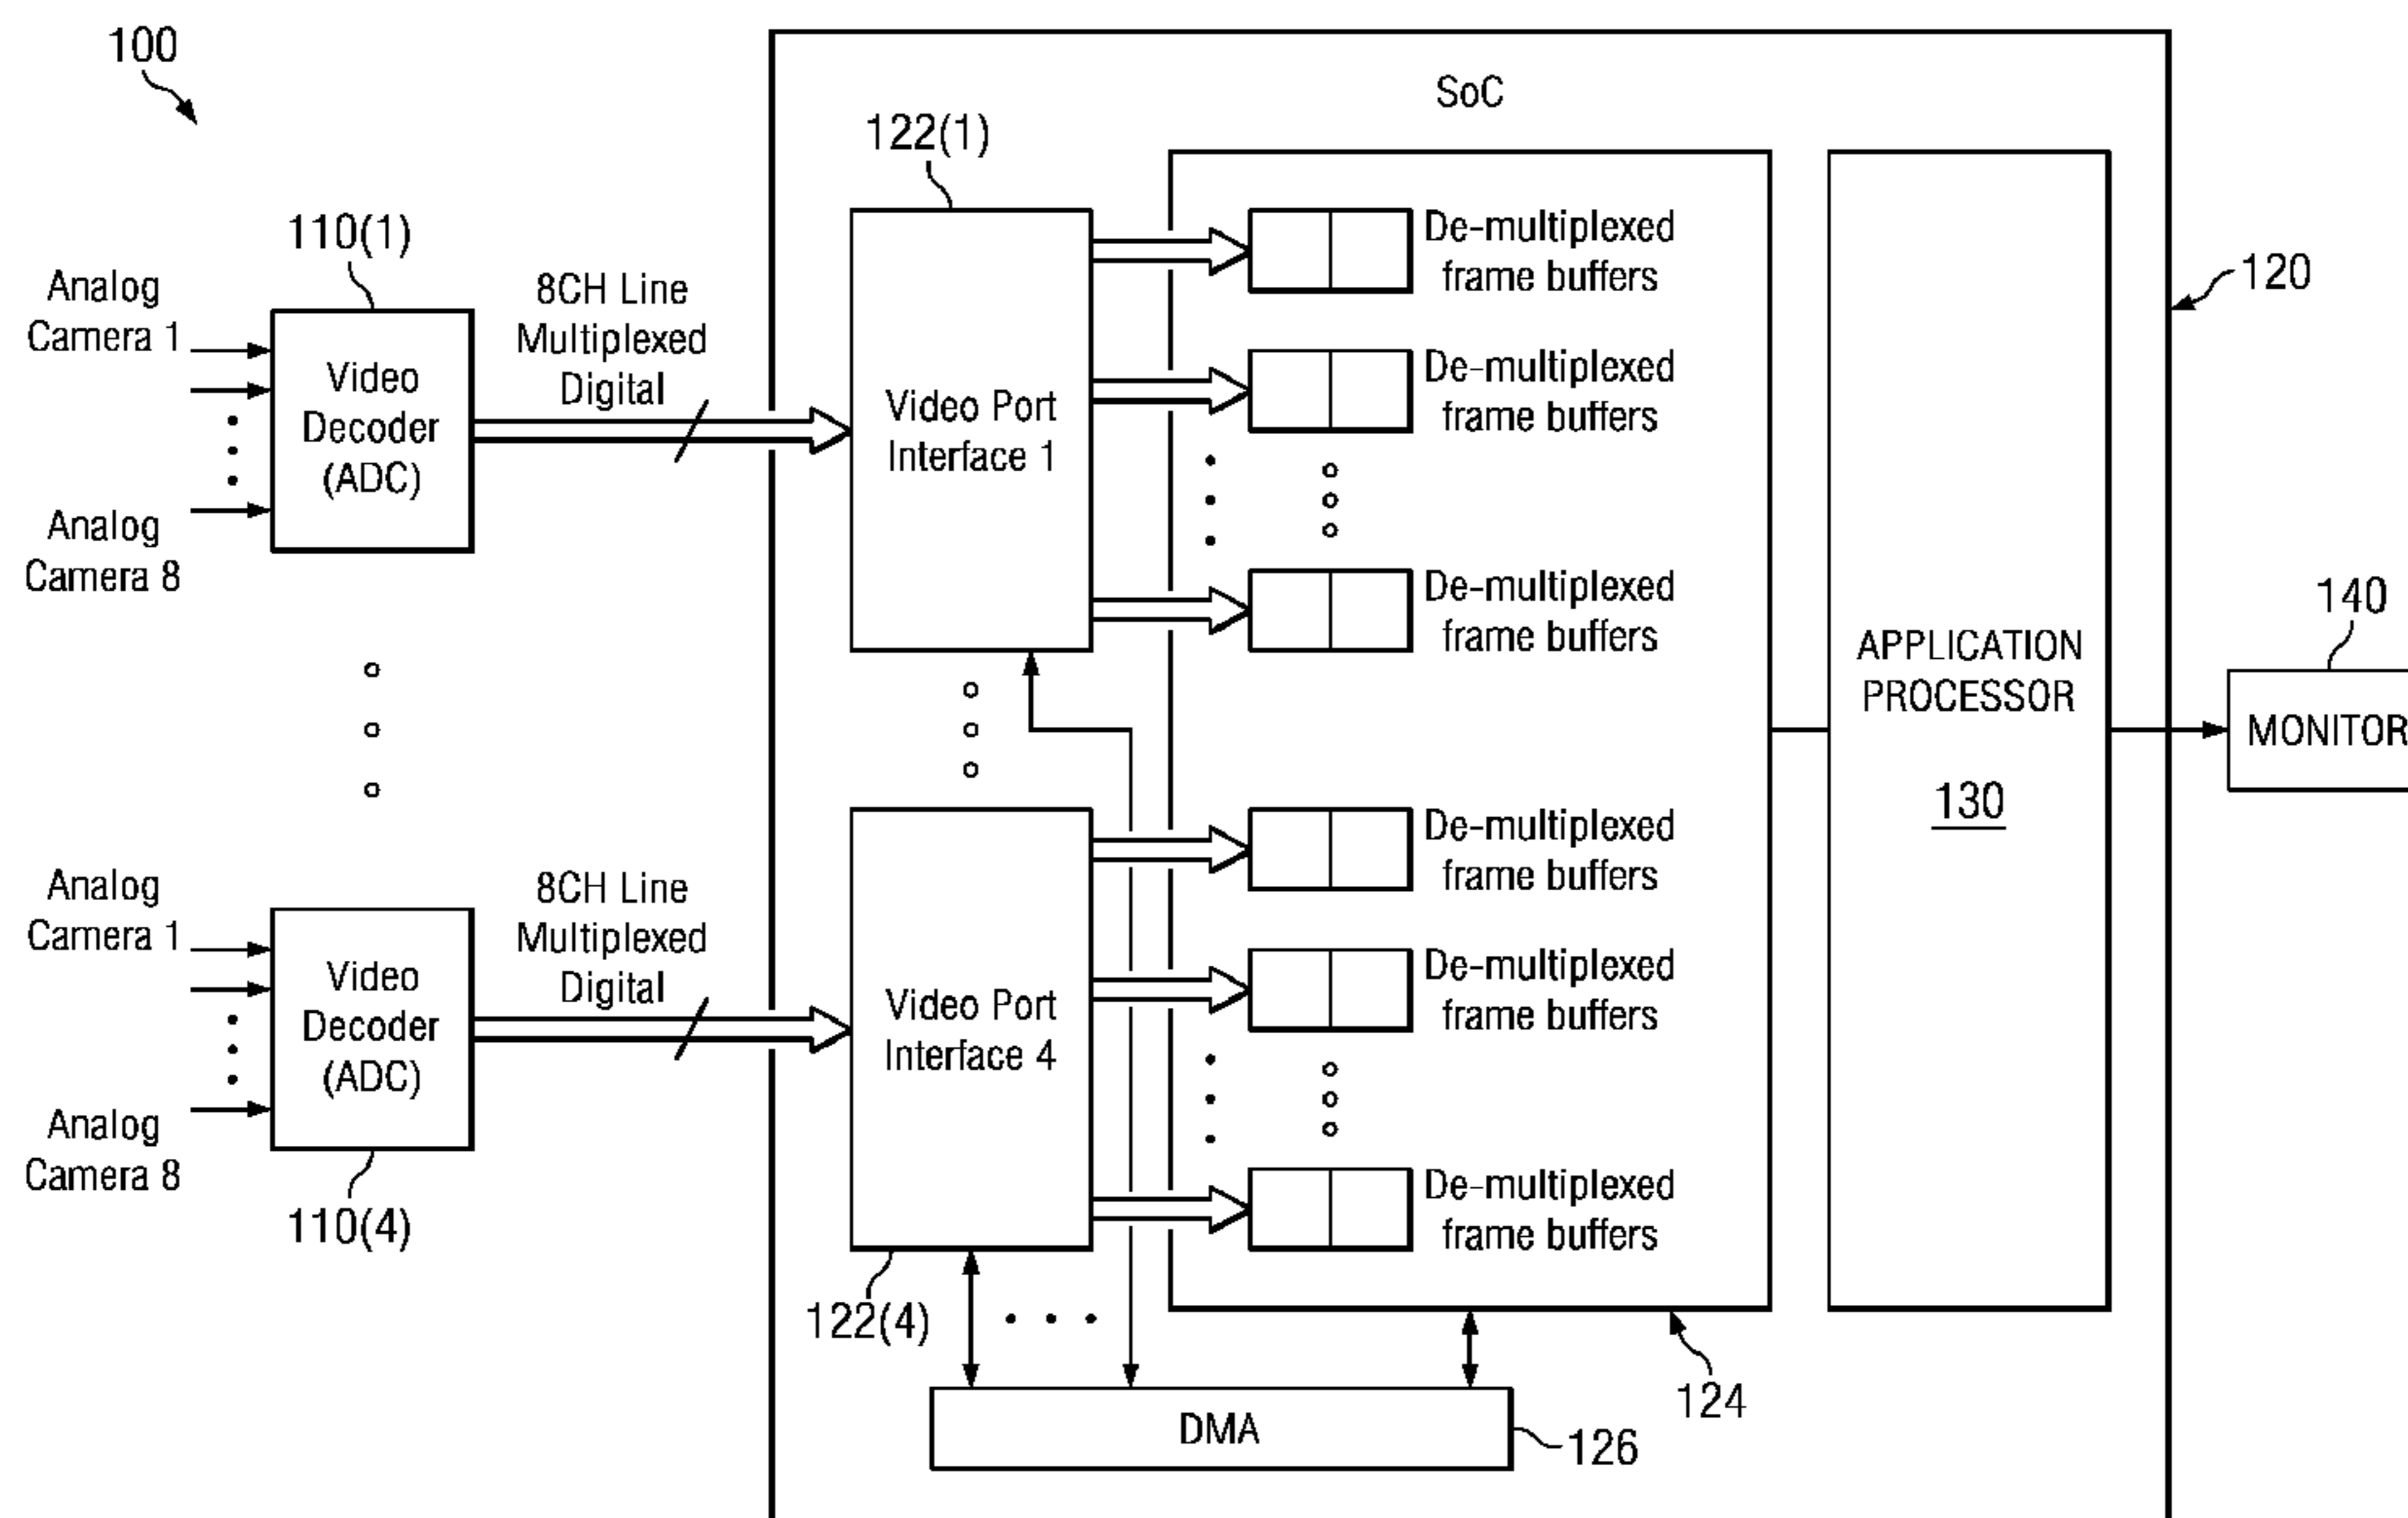 100
SoC
122(1)
110(1)
Analog
Camera 1
Analog
Camera 8
Video
Decoder
(ADC)
8CH Line
Multiplexed
Digital
Video Port
Interface 1
De-multiplexed
frame buffers
De-multiplexed
frame buffers
De-multiplexed
frame buffers
120
APPLICATION
PROCESSOR
130
140
MONITOR
Analog
Camera 1
Analog
Camera 8
Video
Decoder
(ADC)
110(4)
8CH Line
Multiplexed
Digital
Video Port
Interface 4
122(4)
De-multiplexed
frame buffers
De-multiplexed
frame buffers
De-multiplexed
frame buffers
124
DMA
126